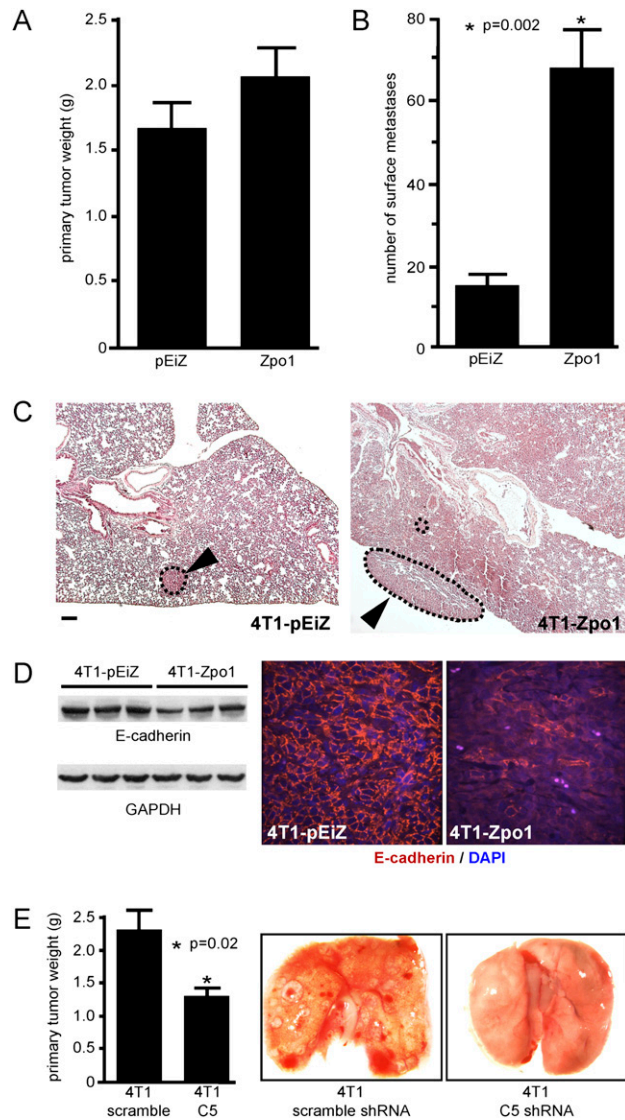 A
primary tumor weight (g)
2.5
2.0
1.5
1.0
0.5
0
pEiZ
Zpo1
B
number of surface metastases
80
60
40
20
10
0
* p=0.002
*
pEiZ
Zpo1
C
4T1-pEiZ
4T1-Zpo1
D
4T1-pEiZ
4T1-Zpo1
E-cadherin
GAPDH
4T1-pEiZ
4T1-Zpo1
E-cadherin / DAPI
E
primary tumor weight (g)
2.5
2.0
1.5
1.0
0.5
0
* p=0.02
*
4T1
scramble
4T1
C5
4T1
scramble shRNA
4T1
C5 shRNA